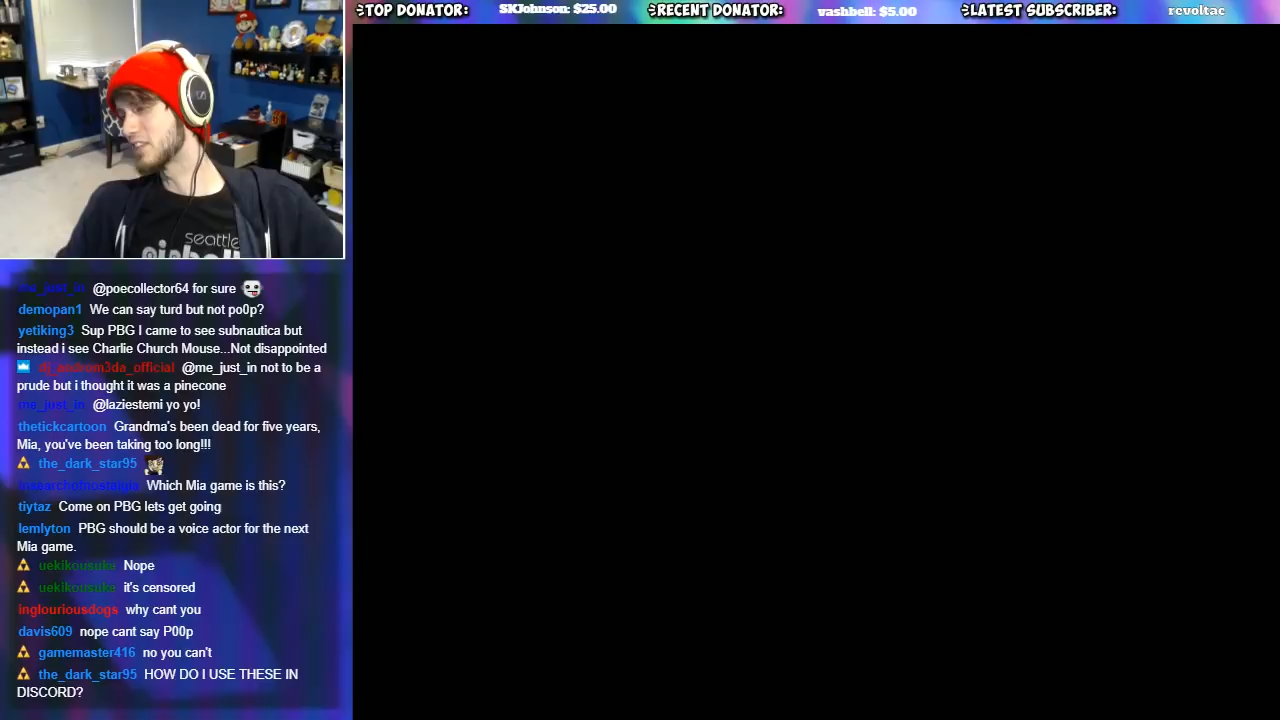 TOP DONATOR: SKJohnson: $25.00 RECENT DONATOR: vashbell: $5.00 LATEST SUBSCRIBER: revoltac
seattle
pinball
me_just_in @poecollector64 for sure
demopan1 We can say turd but not po0p?
yetiking3 Sup PBG I came to see subnautica but
instead i see Charlie Church Mouse...Not disappointed
dj_androm3da_official @me_just_in not to be a
prude but i thought it was a pinecone
me_just_in @laziestemi yo yo!
thetickcartoon Grandma's been dead for five years,
Mia, you've been taking too long!!!
the_dark_star95
insearchofnostalgia Which Mia game is this?
tiytaz Come on PBG lets get going
lemlyton PBG should be a voice actor for the next
Mia game.
uekikousuke Nope
uekikousuke it's censored
inglouriousdogs why cant you
davis609 nope cant say P00p
gamemaster416 no you can't
the_dark_star95 HOW DO I USE THESE IN
DISCORD?